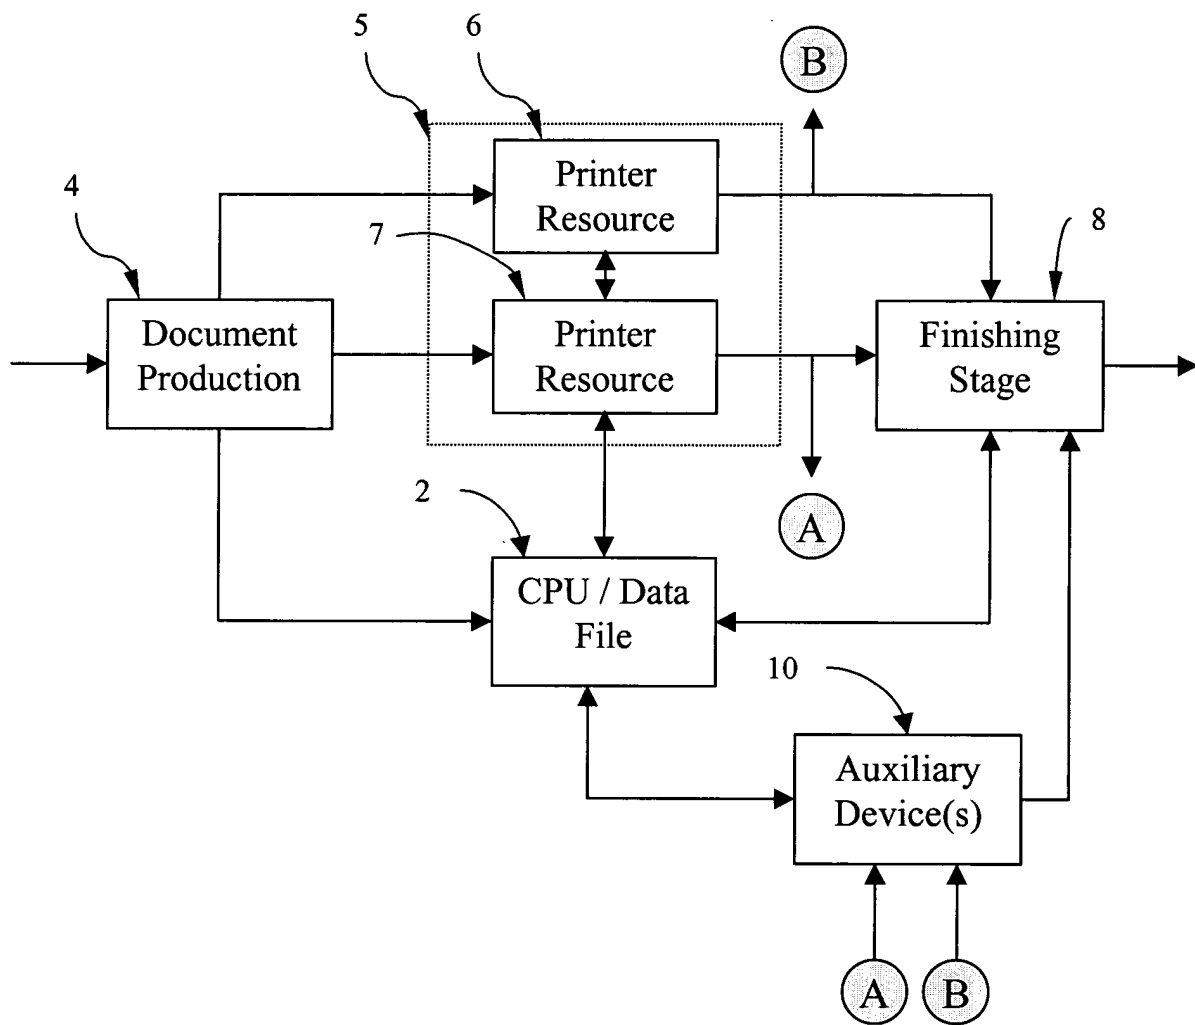 5
6
B
4
Printer
Resource
7
8
Document
Production
Printer
Resource
Finishing
Stage
2
A
CPU / Data
File
10
Auxiliary
Device(s)
A
B